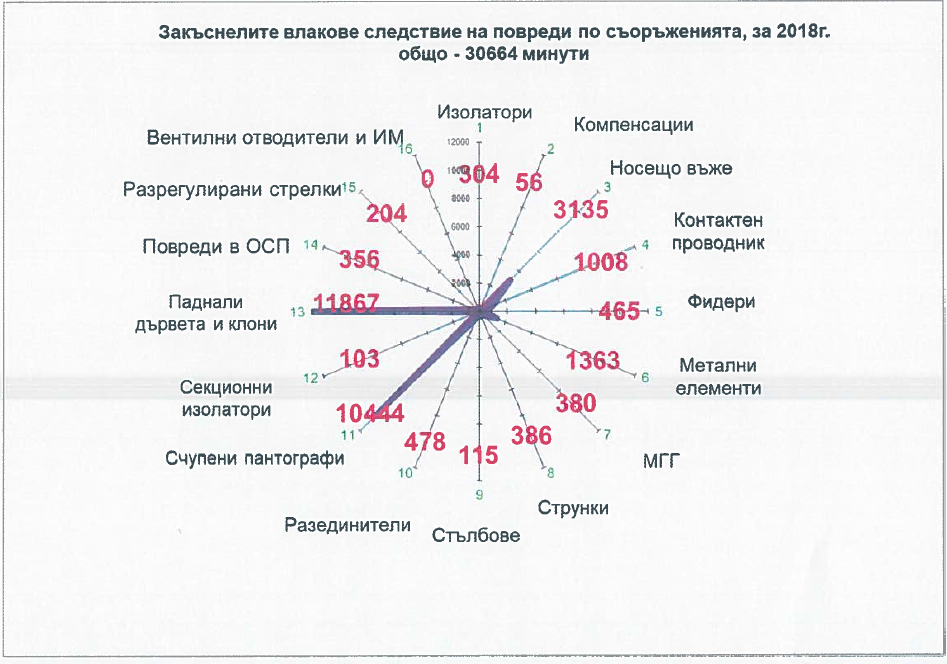 Закъснелите влакове следствие на повреди по съоръженията, за 2018г.
общо - 30664 минути
Изолатори
1
304
Компенсации
2
56
Носещо въже
3
3135
Контактен
проводник
4
1008
Фидери
5
465
Метални
елементи
6
1363
МГГ
7
380
Струнки
8
386
Стълбове
9
115
Разединители
10
478
Счупени пантографи
11
10444
Секционни
изолатори
12
103
Паднали
дървета и клони
13
11867
Повреди в ОСП
14
356
Разрегулирани стрелки
15
204
Вентилни отводители и ИМ
16
0
12000
10000
8000
6000
4000
2000